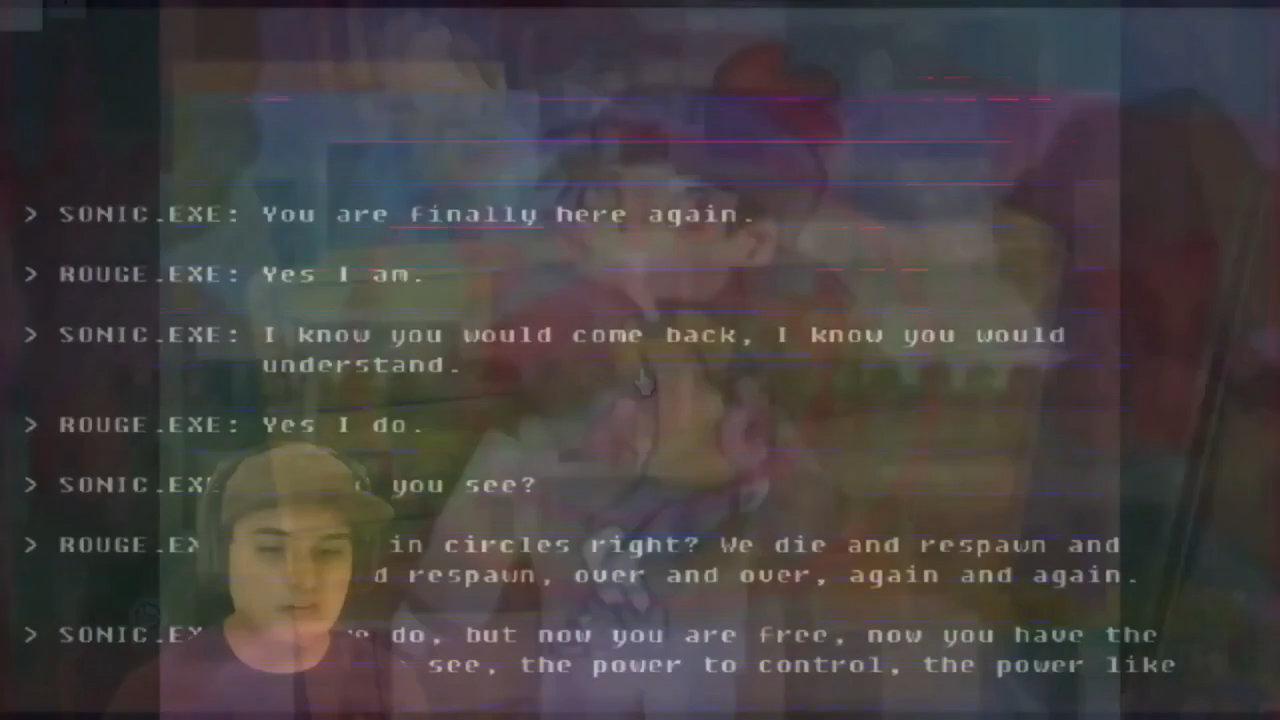 > SONIC.EXE: You are finally here again.
> ROUGE.EXE: Yes I am.
> SONIC.EXE: I know you would come back, I know you would
understand.
> ROUGE.EXE: Yes I do.
> SONIC.EXE you see?
> ROUGE.EX in circles right? We die and respawn and
d respawn, over and over, again and again.
> SONIC.EX do, but now you are free, now you have the
see, the power to control, the power like